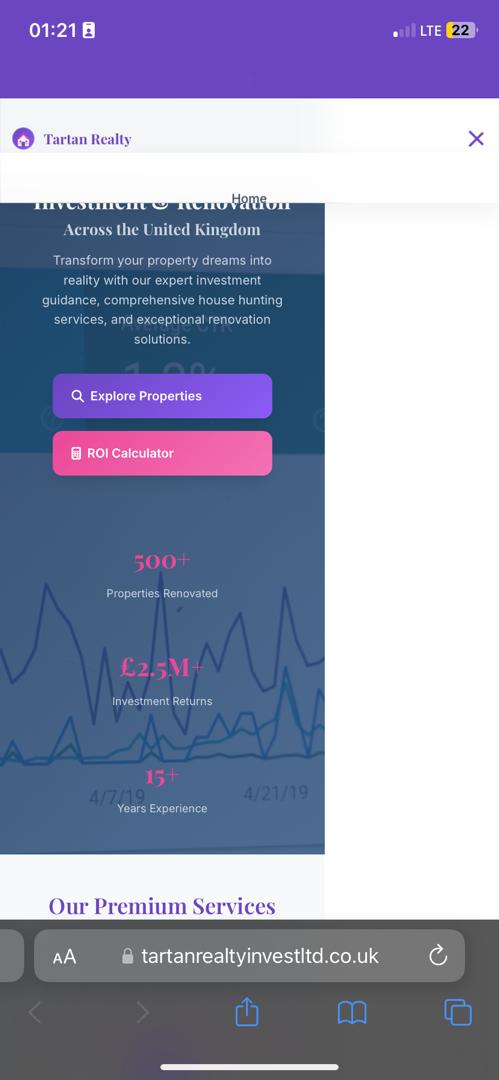 01:21
LTE
22
Tartan Realty
Home
Investment & Renovation
Across the United Kingdom
Transform your property dreams into
reality with our expert investment
guidance, comprehensive house hunting
services, and exceptional renovation
solutions.
Average CTR
Explore Properties
ROI Calculator
500+
Properties Renovated
£2.5M+
Investment Returns
15+
4/7/19
4/21/19
Years Experience
Our Premium Services
AA
tartanrealtyinvestltd.co.uk